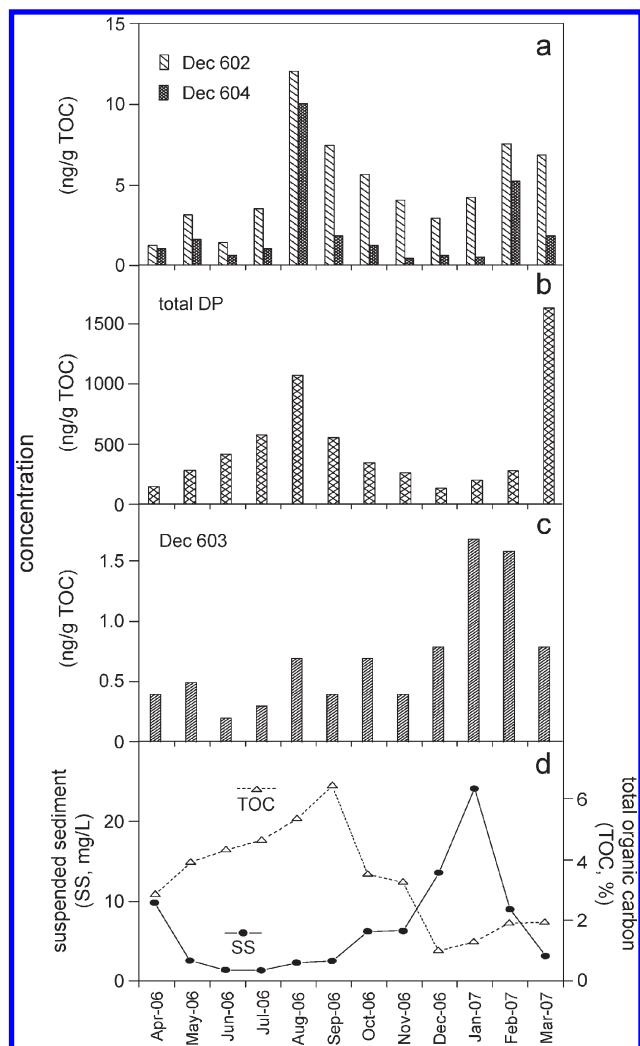 concentration
a
Dec 602
Dec 604
(ng/g TOC)
15
10
5
0
b
total DP
(ng/g TOC)
1500
1000
500
0
c
Dec 603
(ng/g TOC)
1.5
1.0
0.5
0
d
TOC
SS
suspended sediment
(SS, mg/L)
20
10
0
total organic carbon
(TOC, %)
6
4
2
0
Apr-06
May-06
Jun-06
Jul-06
Aug-06
Sep-06
Oct-06
Nov-06
Dec-06
Jan-07
Feb-07
Mar-07